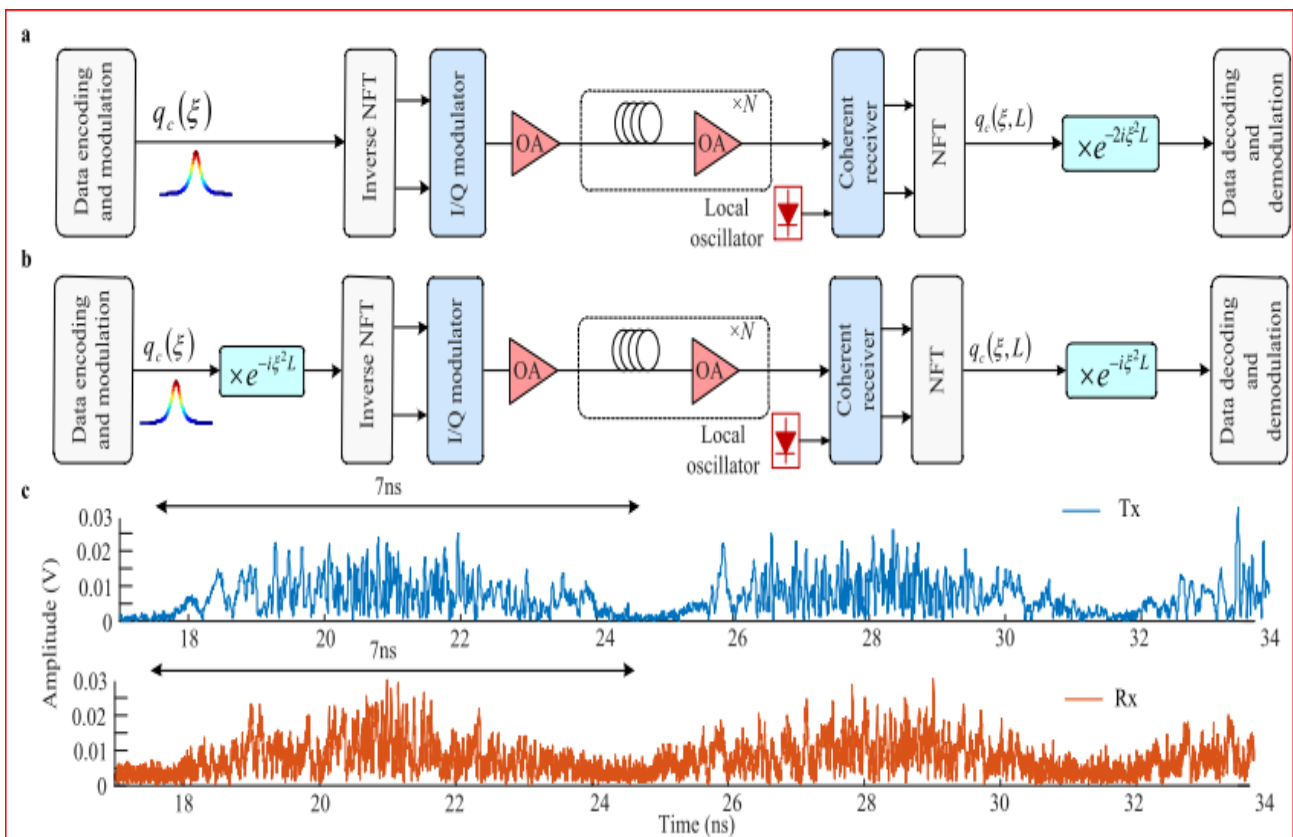 a
Data encoding
and modulation
q_c(ξ)
Inverse NFT
I/Q modulator
OA
×N
OA
Local
oscillator
Coherent
receiver
NFT
q_c(ξ,L)
×e^{-2iξ²L}
Data decoding
and
demodulation
b
Data encoding
and modulation
q_c(ξ)
×e^{-iξ²L}
Inverse NFT
I/Q modulator
OA
×N
OA
Local
oscillator
Coherent
receiver
NFT
q_c(ξ,L)
×e^{-iξ²L}
Data decoding
and
demodulation
c
7ns
Tx
Amplitude (V)
0.03
0.02
0.01
0
18
20
22
24
26
28
30
32
34
7ns
Rx
0.03
0.02
0.01
0
18
20
22
24
26
28
30
32
34
Time (ns)